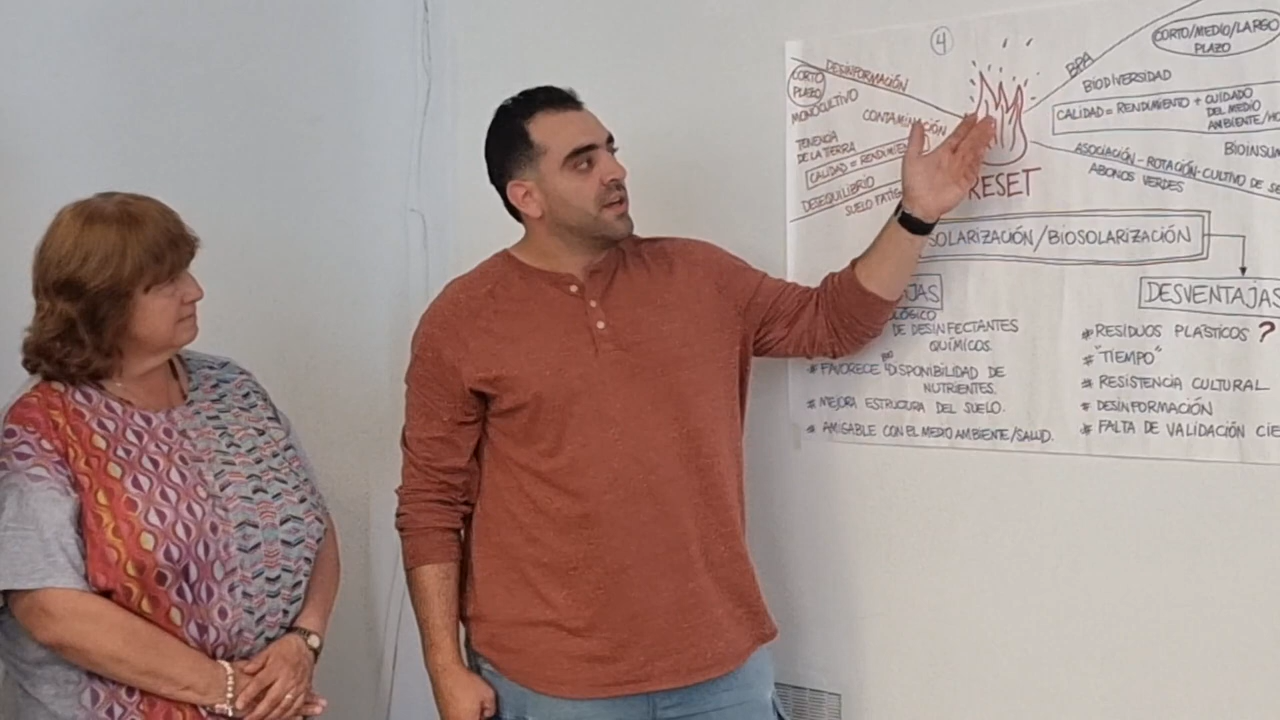 4
DESINFORMACIÓN
CORTO
PLAZO
MONOCULTIVO
CONTAMINACIÓN
TENENCIA
DE LA TIERRA
CALIDAD = RENDIMIENTO
DESEQUILIBRIO
SUELO
RESET
BPA
CORTO/MEDIO/LARGO
PLAZO
BIODIVERSIDAD
CALIDAD = RENDIMIENTO + CUIDADO
DEL MEDIO
AMBIENTE/
ASOCIACIÓN - ROTACIÓN - CULTIVO DE
ABONOS VERDES
SOLARIZACIÓN/BIOSOLARIZACIÓN
DE DESINFECTANTES
QUÍMICOS.
* FAVORECE BIODISPONIBILIDAD DE
NUTRIENTES.
* MEJORA ESTRUCTURA DEL SUELO.
* AMIGABLE CON EL MEDIO AMBIENTE/SALUD.
DESVENTAJAS
* RESIDUOS PLÁSTICOS ?
* "TIEMPO"
* RESISTENCIA CULTURAL
* DESINFORMACIÓN
* FALTA DE VALIDACIÓN